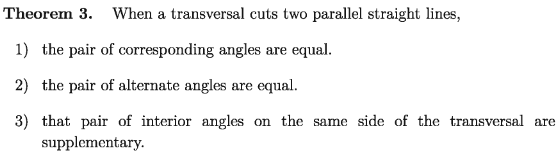 Theorem 3. When a transversal cuts two parallel straight lines,
1) the pair of corresponding angles are equal.
2) the pair of alternate angles are equal.
3) that pair of interior angles on the same side of the transversal are
supplementary.